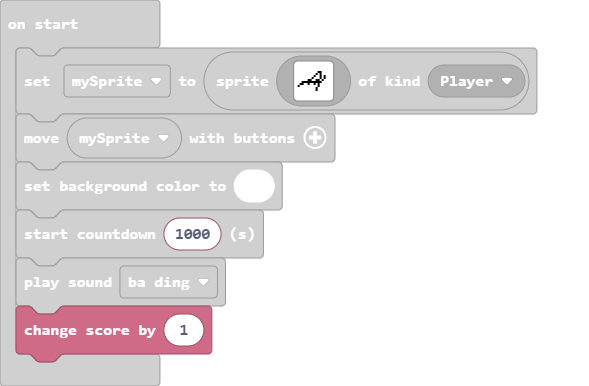 on start
set mySprite to sprite of kind Player
move mySprite with buttons
set background color to
start countdown 1000 (s)
play sound ba ding
change score by 1